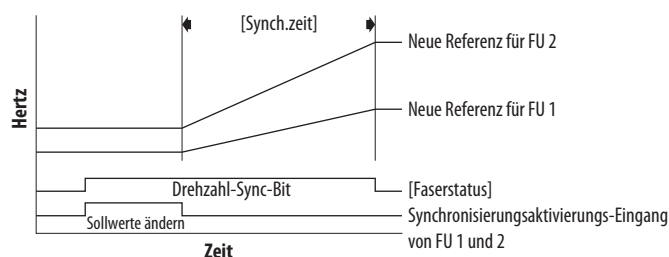 [Synch.zeit]
Neue Referenz für FU 2
Hertz
Neue Referenz für FU 1
Drehzahl-Sync-Bit
[Faserstatus]
Sollwerte ändern
Synchronisierungsaktivierungs-Eingang
von FU 1 und 2
Zeit